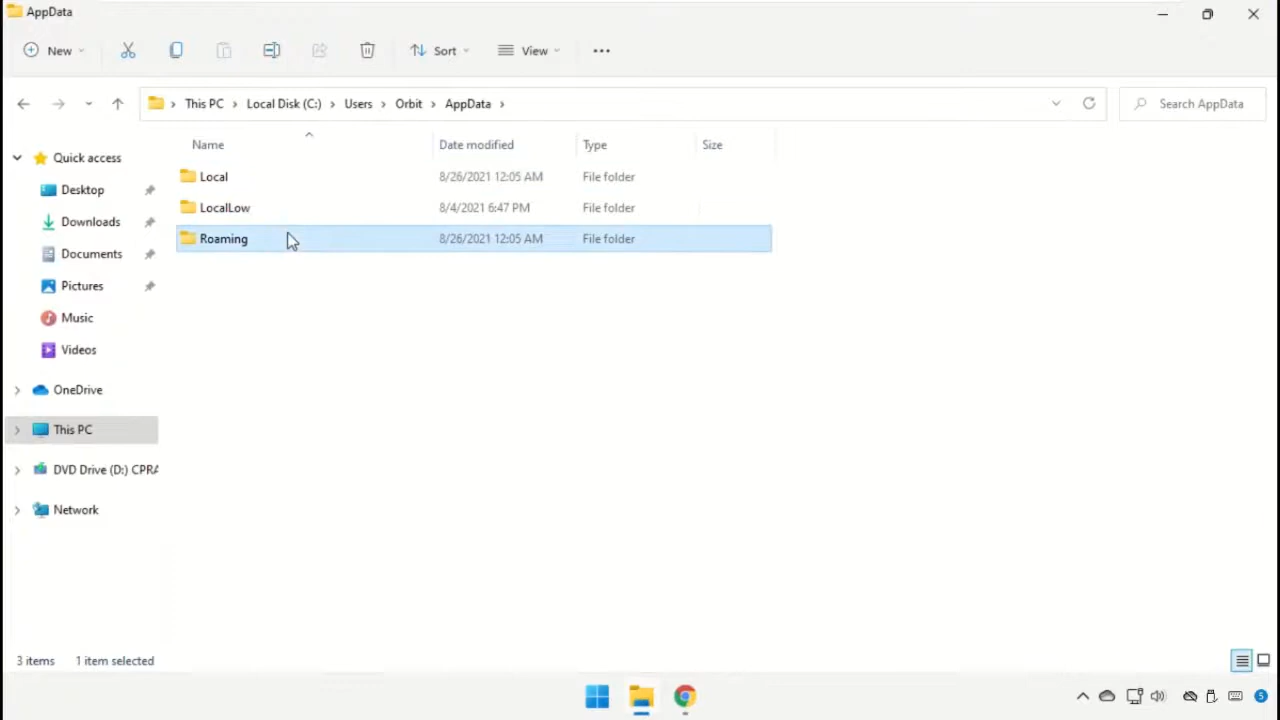 AppData
New Sort View
This PC Local Disk (C:) Users Orbit AppData Search AppData
Name Date modified Type Size
Quick access
Local 8/26/2021 12:05 AM File folder
Desktop
LocalLow 8/4/2021 6:47 PM File folder
Downloads
Roaming 8/26/2021 12:05 AM File folder
Documents
Pictures
Music
Videos
OneDrive
This PC
DVD Drive (D:) CPRA
Network
3 items 1 item selected
5